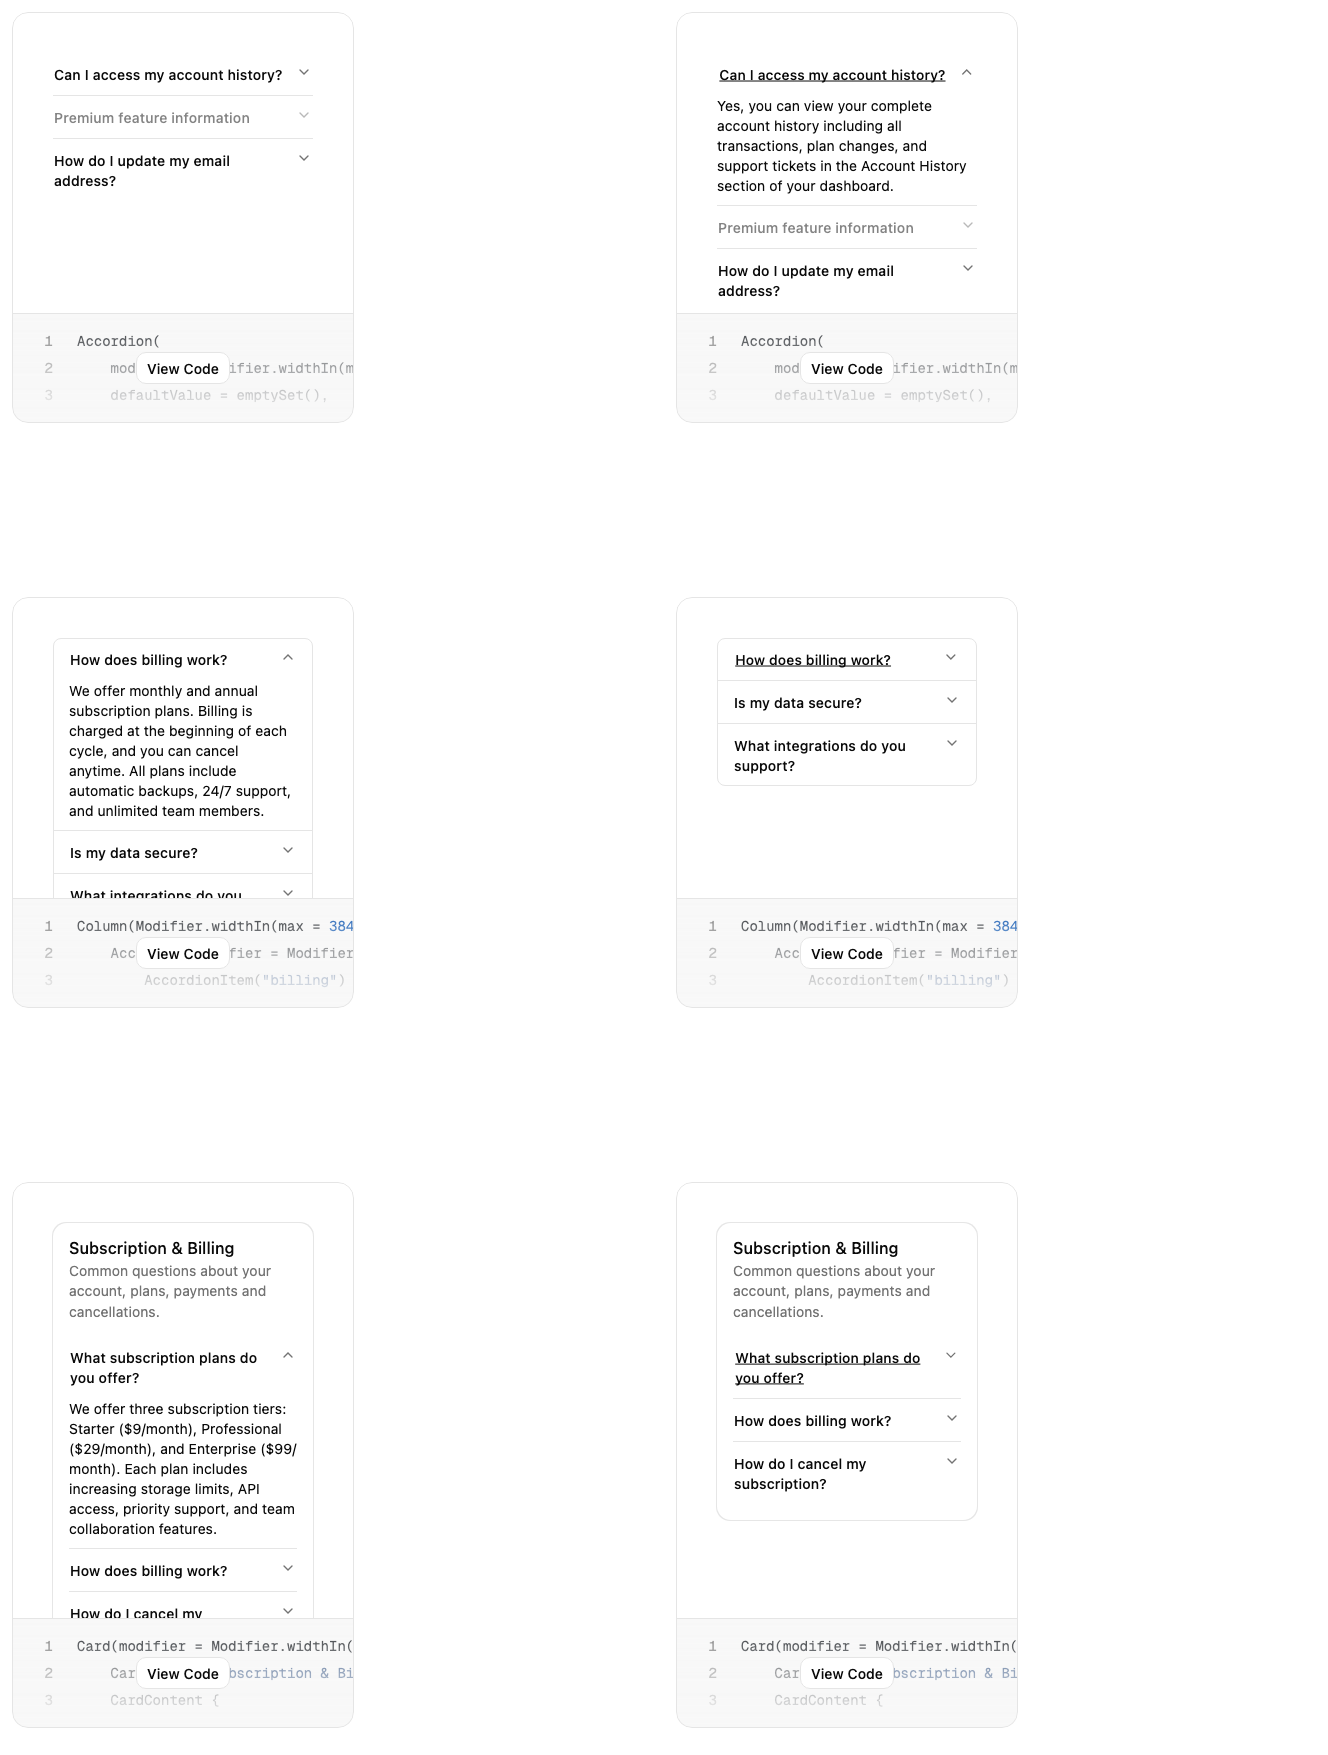 Can I access my account history?
Premium feature information
How do I update my email
address?
1 Accordion(
2 mod View Code ifier.widthIn(m
3 defaultValue = emptySet(),
Can I access my account history?
Yes, you can view your complete
account history including all
transactions, plan changes, and
support tickets in the Account History
section of your dashboard.
Premium feature information
How do I update my email
address?
1 Accordion(
2 mod View Code ifier.widthIn(m
3 defaultValue = emptySet(),
How does billing work?
We offer monthly and annual
subscription plans. Billing is
charged at the beginning of each
cycle, and you can cancel
anytime. All plans include
automatic backups, 24/7 support,
and unlimited team members.
Is my data secure?
What integrations do you
1 Column(Modifier.widthIn(max = 384
2 Acc View Code fier = Modifier
3 AccordionItem("billing")
How does billing work?
Is my data secure?
What integrations do you
support?
1 Column(Modifier.widthIn(max = 384
2 Acc View Code fier = Modifier
3 AccordionItem("billing")
Subscription & Billing
Common questions about your
account, plans, payments and
cancellations.
What subscription plans do
you offer?
We offer three subscription tiers:
Starter ($9/month), Professional
($29/month), and Enterprise ($99/
month). Each plan includes
increasing storage limits, API
access, priority support, and team
collaboration features.
How does billing work?
How do I cancel my
1 Card(modifier = Modifier.widthIn(
2 Car View Code bscription & Bi
3 CardContent {
Subscription & Billing
Common questions about your
account, plans, payments and
cancellations.
What subscription plans do
you offer?
How does billing work?
How do I cancel my
subscription?
1 Card(modifier = Modifier.widthIn(
2 Car View Code bscription & Bi
3 CardContent {